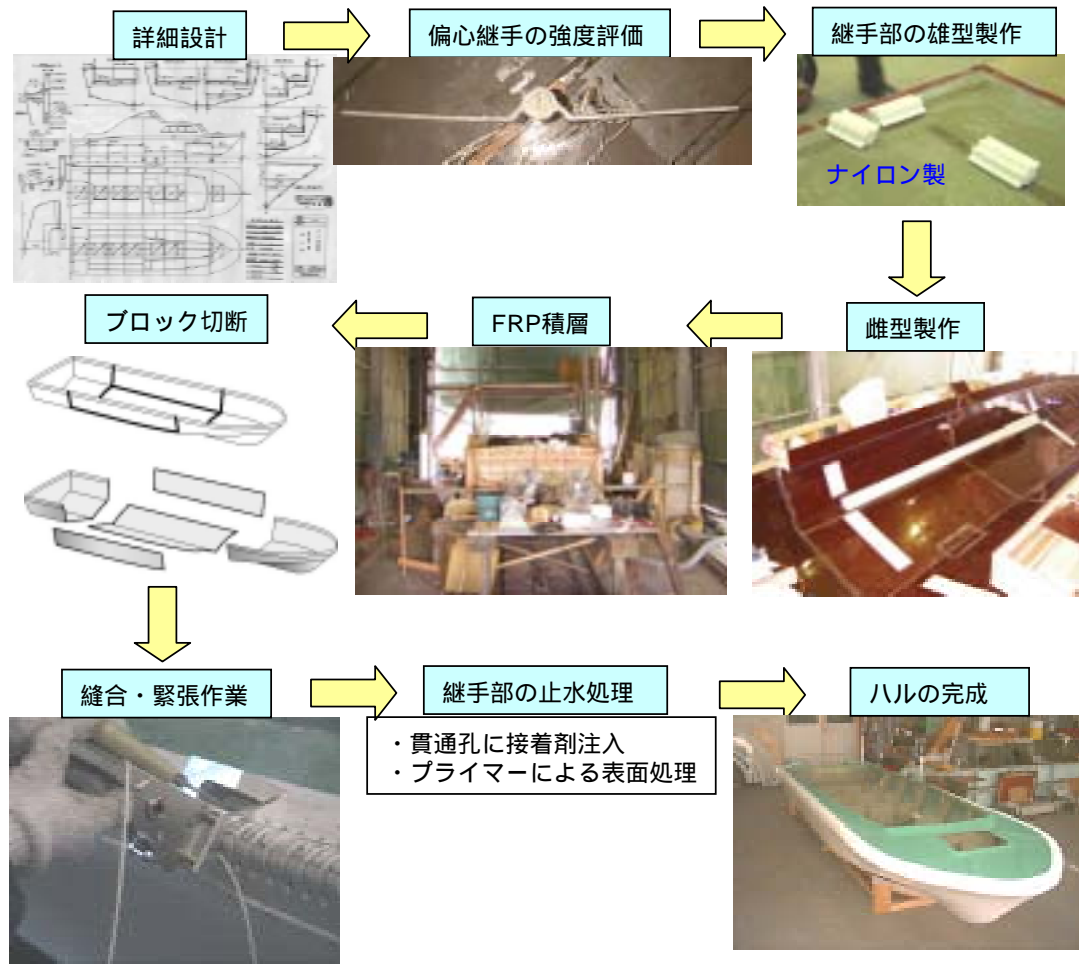 詳細設計
偏心継手の強度評価
継手部の雄型製作
ナイロン製
雌型製作
FRP積層
ブロック切断
縫合・緊張作業
継手部の止水処理
・貫通孔に接着剤注入
・プライマーによる表面処理
ハルの完成